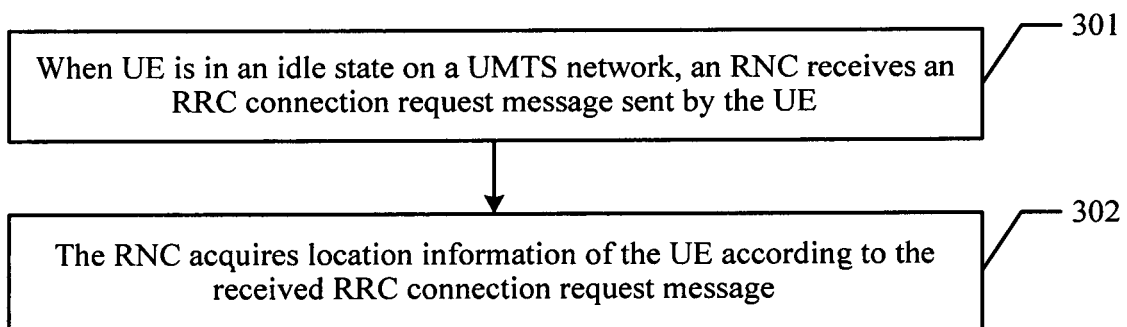 301
When UE is in an idle state on a UMTS network, an RNC receives an
RRC connection request message sent by the UE
302
The RNC acquires location information of the UE according to the
received RRC connection request message